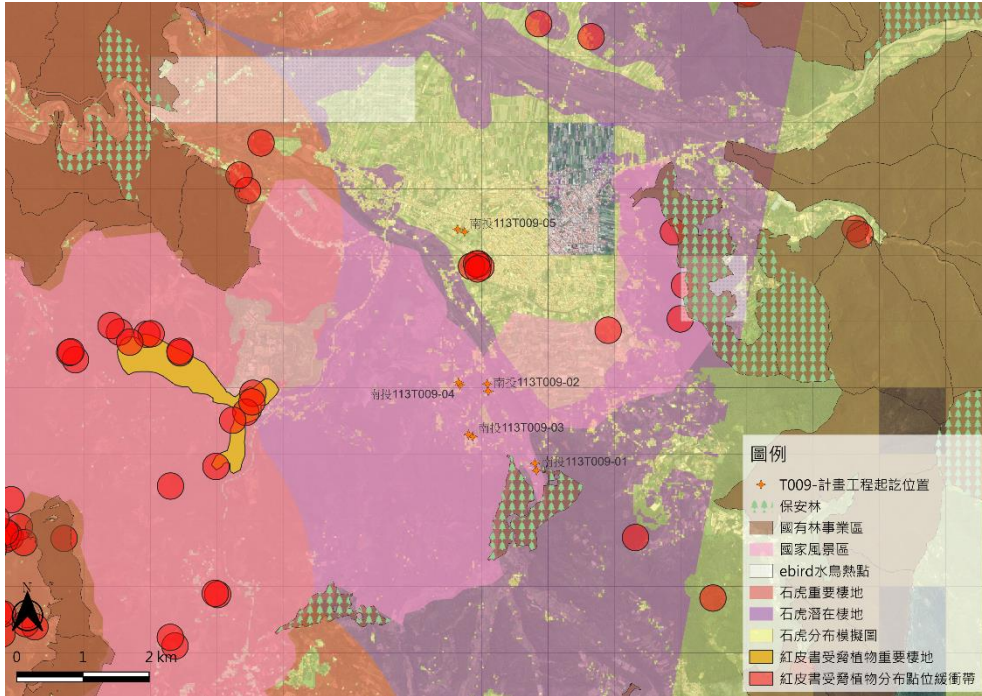 南投113T009-05
南投113T009-02
南投113T009-04
南投113T009-03
南投113T009-01
圖例
T009-計畫工程起訖位置
保安林
國有林事業區
國家風景區
ebird水鳥熱點
石虎重要棲地
石虎潛在棲地
石虎分布模擬圖
紅皮書受脅植物重要棲地
紅皮書受脅植物分布點位緩衝帶
N
0 1 2 km